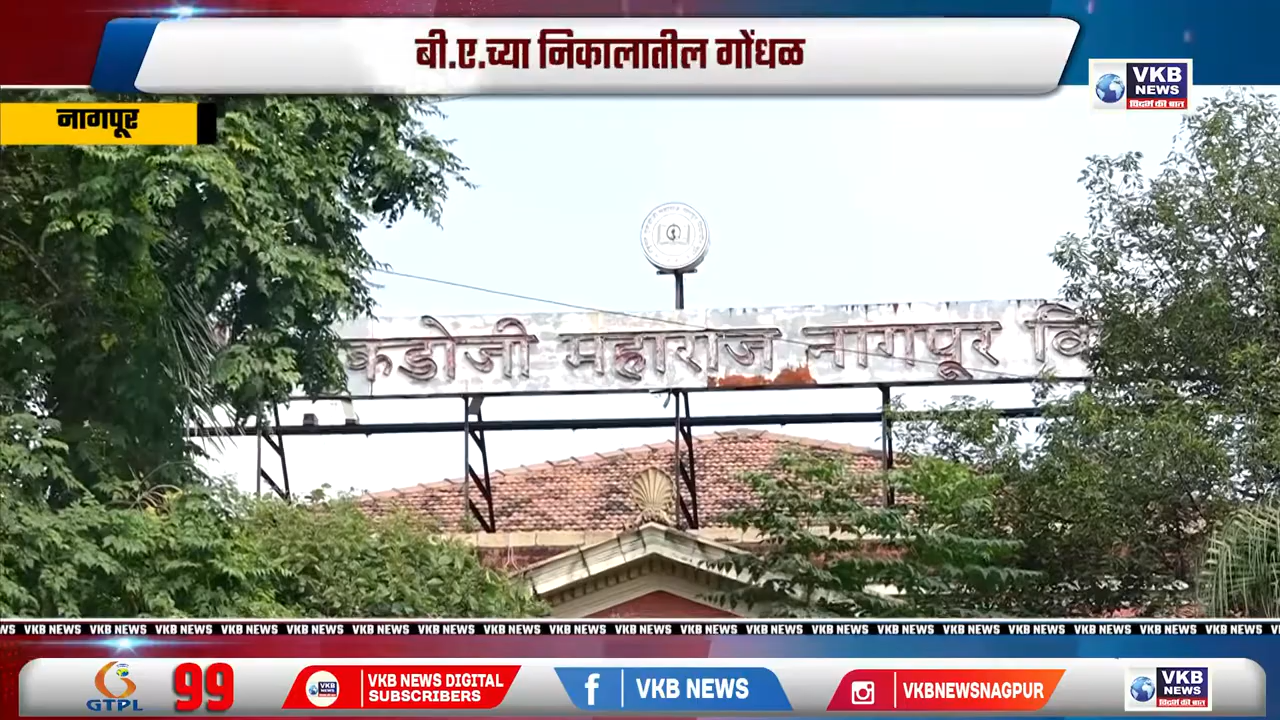 बी.ए.च्या निकालातील गोंधळ
VKB
NEWS
विदर्भ की बात
नागपूर
कडोजी महाराज नागपूर वि
VKB NEWS VKB NEWS VKB NEWS VKB NEWS VKB NEWS VKB NEWS VKB NEWS VKB NEWS VKB NEWS VKB NEWS VKB NEWS VKB NEWS VKB NEWS VKB NEWS VKB NEWS VKB NEWS VKB NEWS VKB NEWS VKB NEWS
GTPL
99
VKB
NEWS
VKB NEWS DIGITAL
SUBSCRIBERS
VKB NEWS
VKBNEWSNAGPUR
VKB
NEWS
विदर्भ की बात